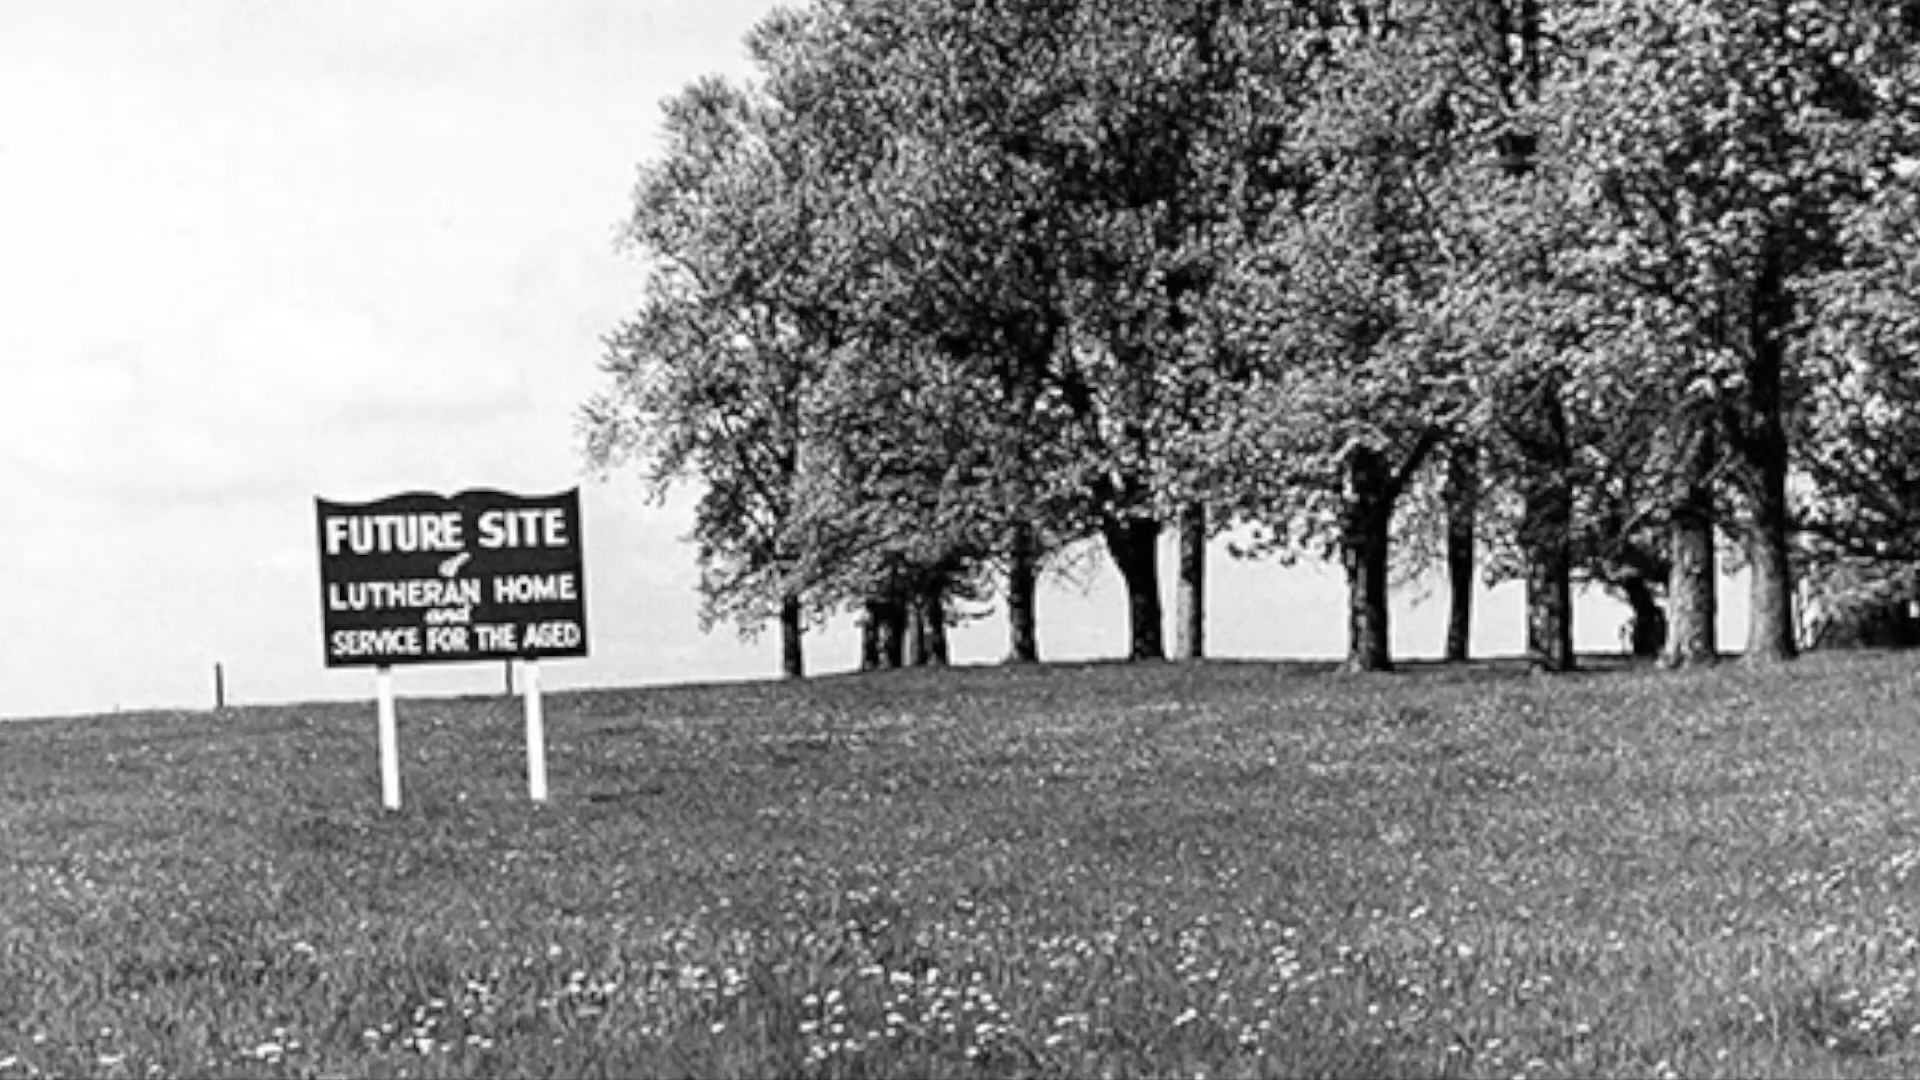 FUTURE SITE
of
LUTHERAN HOME
and
SERVICE FOR THE AGED